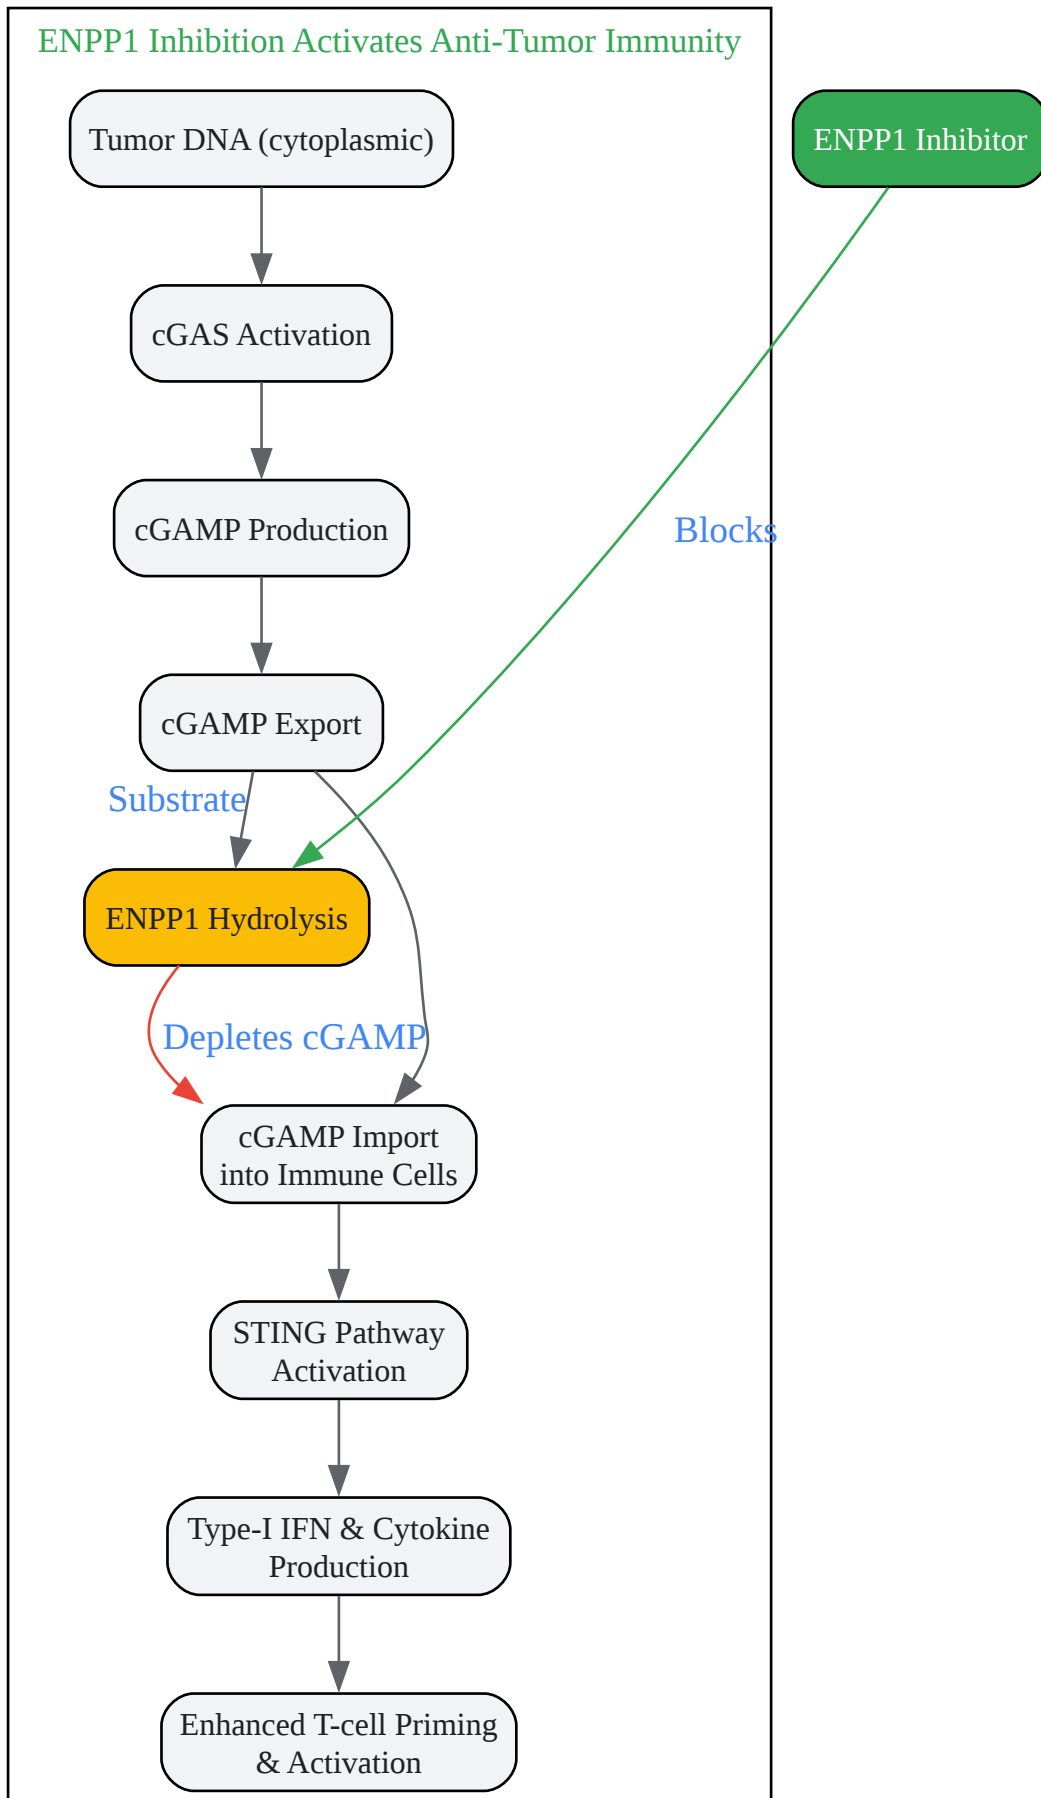 ENPP1 Inhibition Activates Anti-Tumor Immunity
Tumor DNA (cytoplasmic)
ENPP1 Inhibitor
cGAS Activation
cGAMP Production
Blocks
cGAMP Export
Substrate
ENPP1 Hydrolysis
Depletes cGAMP
cGAMP Import
into Immune Cells
STING Pathway
Activation
Type-I IFN & Cytokine
Production
Enhanced T-cell Priming
& Activation